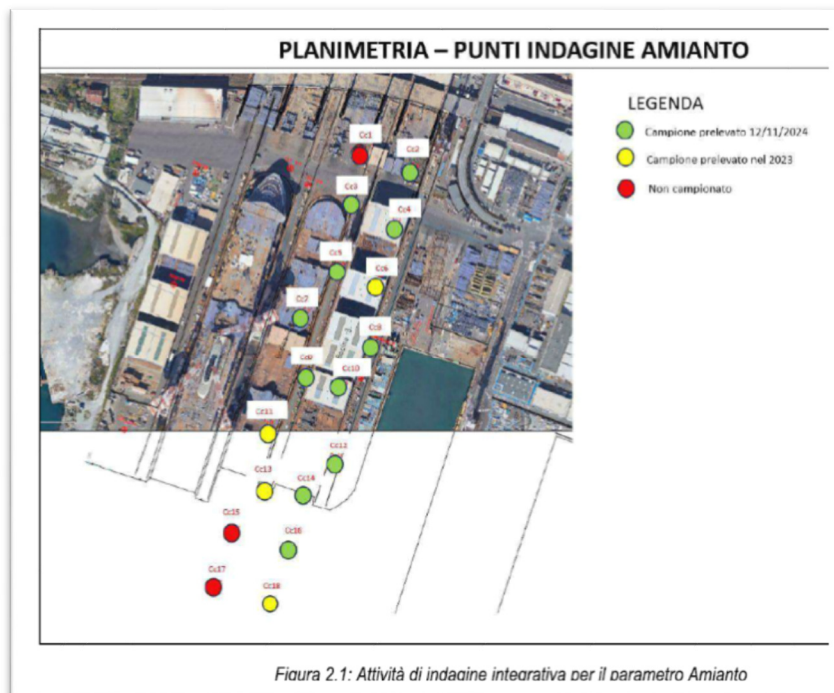 PLANIMETRIA – PUNTI INDAGINE AMIANTO
LEGENDA
Campione prelevato 12/11/2024
Campione prelevato nel 2023
Non campionato
Cc1
Cc2
Cc3
Cc4
Cc5
Cc6
Cc7
Cc8
Cc9
Cc10
Cc11
Cc12
Cc13
Cc14
Cc15
Cc16
Cc17
Cc18
Figura 2.1: Attività di indagine integrativa per il parametro Amianto